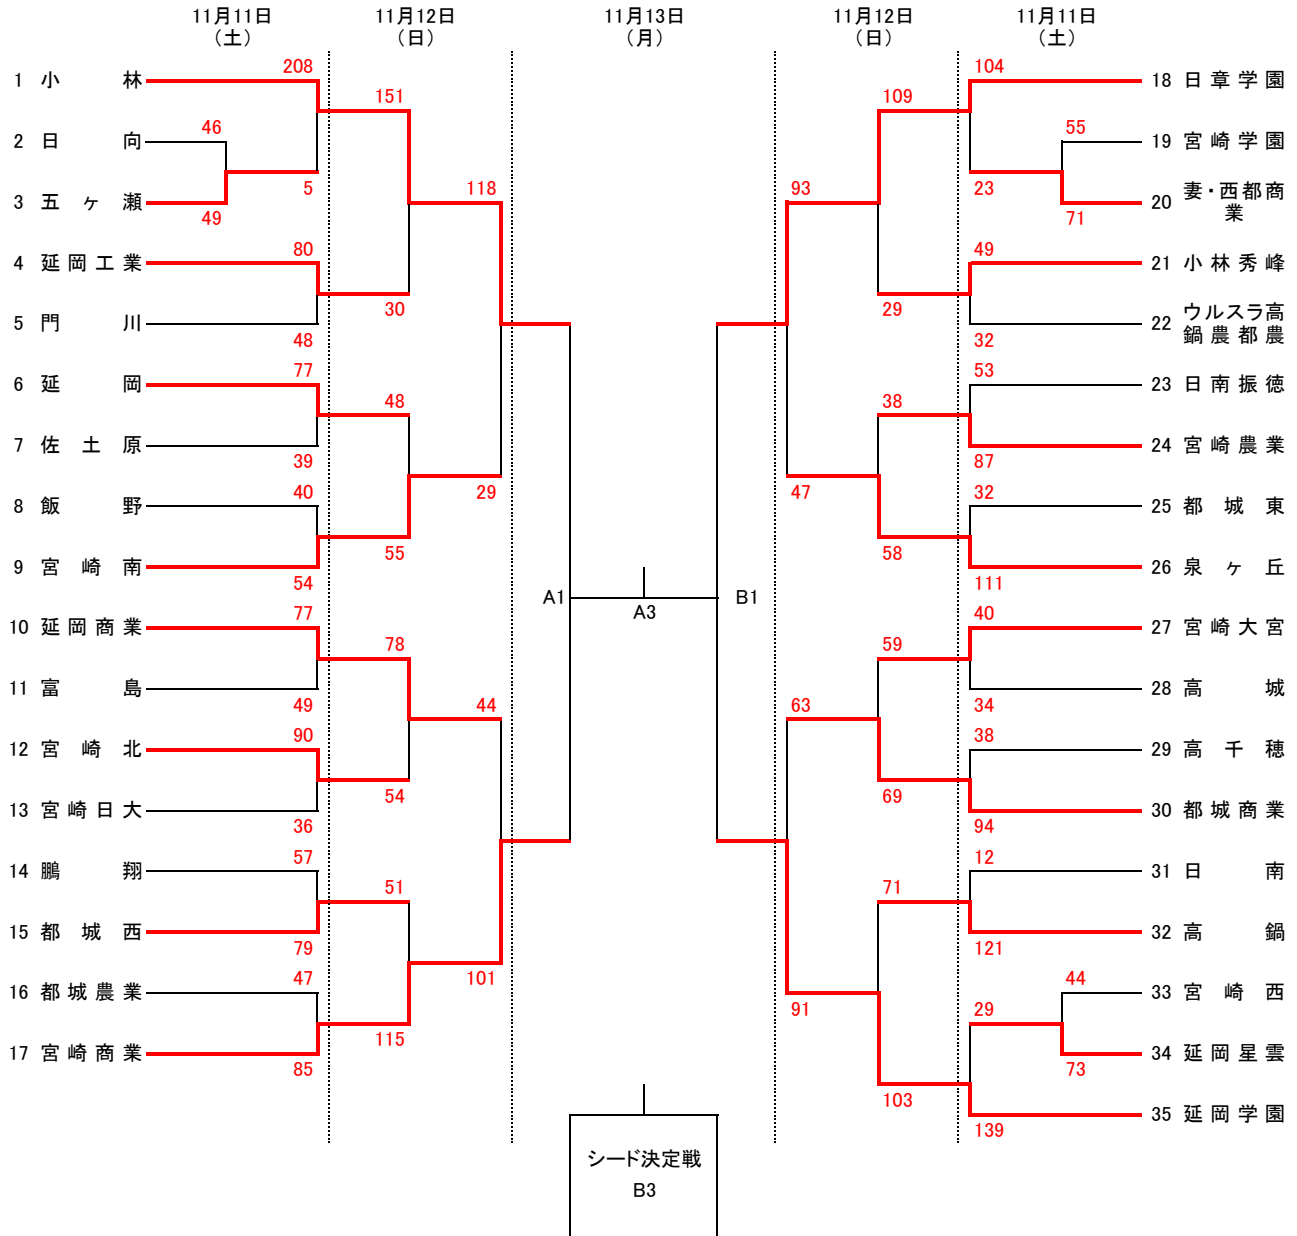 11月11日
（土）
11月12日
（日）
11月13日
（月）
11月12日
（日）
11月11日
（土）
1 小林 208
151
2 日向 46
5
3 五ヶ瀬 49
118
4 延岡工業 80
30
5 門川 48
6 延岡 77
48
7 佐土原 39
29
8 飯野 40
55
9 宮崎南 54
10 延岡商業 77
78
11 富島 49
44
12 宮崎北 90
54
13 宮崎日大 36
14 鵬翔 57
51
15 都城西 79
101
16 都城農業 47
115
17 宮崎商業 85
A1
A3
B1
104 18 日章学園
109
55 19 宮崎学園
23
71 20 妻・西都商
業
93
49 21 小林秀峰
29
32 22 ウルスラ高
鍋農都農
53 23 日南振徳
38
87 24 宮崎農業
47
32 25 都城東
58
111 26 泉ヶ丘
40 27 宮崎大宮
59
34 28 高城
63
38 29 高千穂
69
94 30 都城商業
12 31 日南
71
121 32 高鍋
91
44 33 宮崎西
29
73 34 延岡星雲
103
139 35 延岡学園
シード決定戦
B3